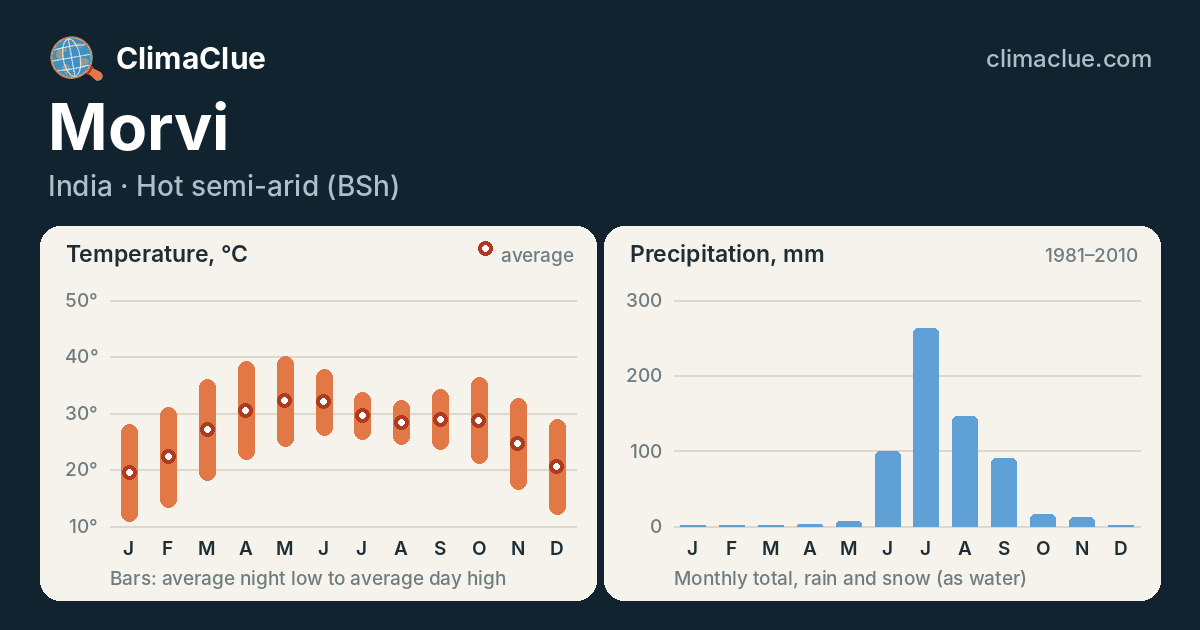 ClimaClue
climaclue.com
Morvi
India · Hot semi-arid (BSh)
Temperature, °C
average
50°
40°
30°
20°
10°
J F M A M J J A S O N D
Bars: average night low to average day high
Precipitation, mm
1981–2010
300
200
100
0
J F M A M J J A S O N D
Monthly total, rain and snow (as water)